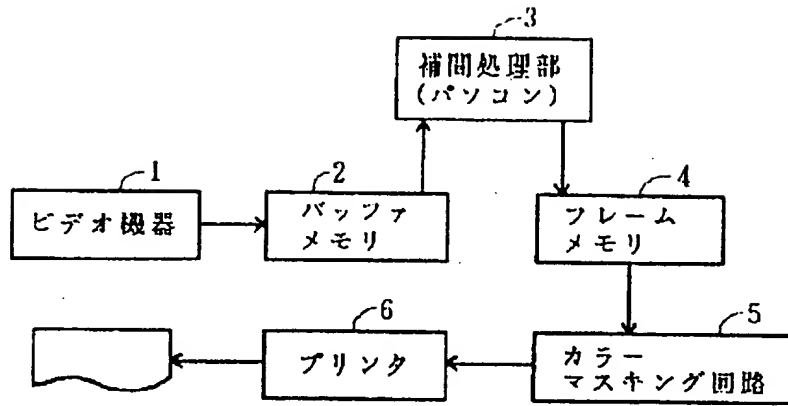 3
補間処理部
(パソコン)
1
ビデオ機器
2
バッファ
メモリ
4
フレーム
メモリ
6
プリンタ
5
カラー
マスキング回路